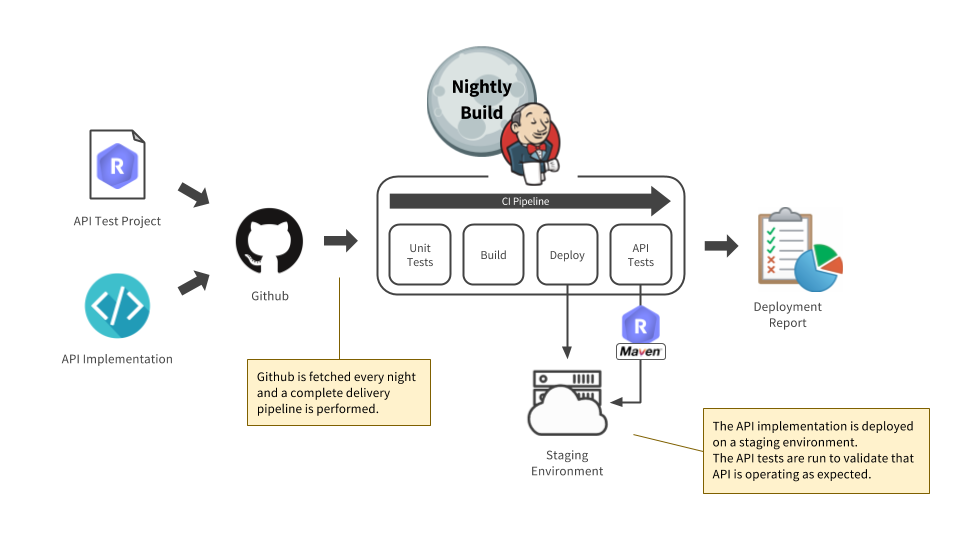 Nightly
Build
R
API Test Project
CI Pipeline
Unit
Tests
Build
Deploy
API
Tests
Github
Deployment
Report
R
Maven
API Implementation
Github is fetched every night
and a complete delivery
pipeline is performed.
The API implementation is deployed
on a staging environment.
The API tests are run to validate that
API is operating as expected.
Staging
Environment